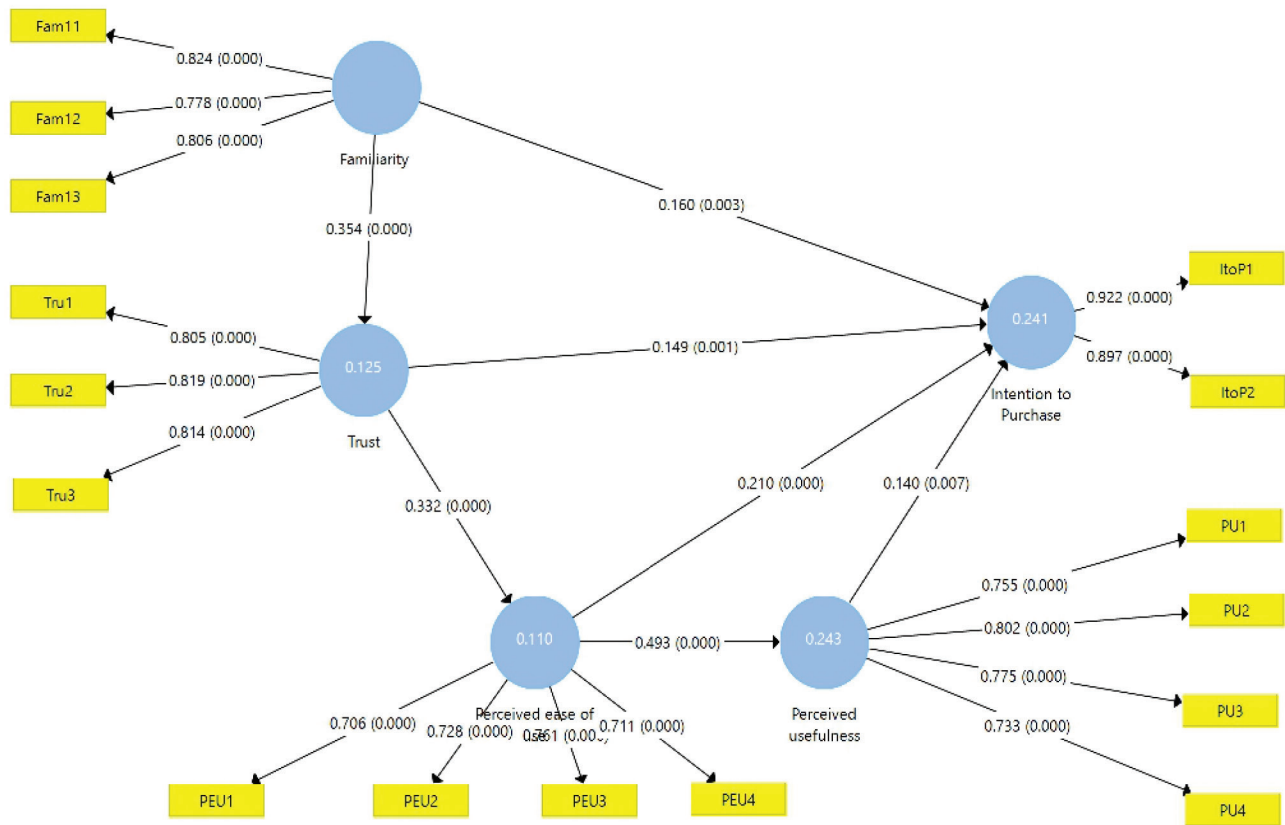 Fam11
0.824 (0.000)
Fam12
0.778 (0.000)
0.806 (0.000)
Fam13
Familiarity
0.160 (0.003)
0.354 (0.000)
Tru1
0.805 (0.000)
Tru2
0.819 (0.000)
0.814 (0.000)
Tru3
0.125
Trust
0.149 (0.001)
0.241
Intention to
Purchase
ItoP1
0.922 (0.000)
0.897 (0.000)
ItoP2
0.332 (0.000)
0.210 (0.000)
0.140 (0.007)
0.110
Perceived ease of
use
0.493 (0.000)
0.243
Perceived
usefulness
PU1
0.755 (0.000)
PU2
0.802 (0.000)
0.775 (0.000)
PU3
0.733 (0.000)
PU4
0.706 (0.000)
0.728 (0.000)
0.761
0.711 (0.000)
PEU1
PEU2
PEU3
PEU4